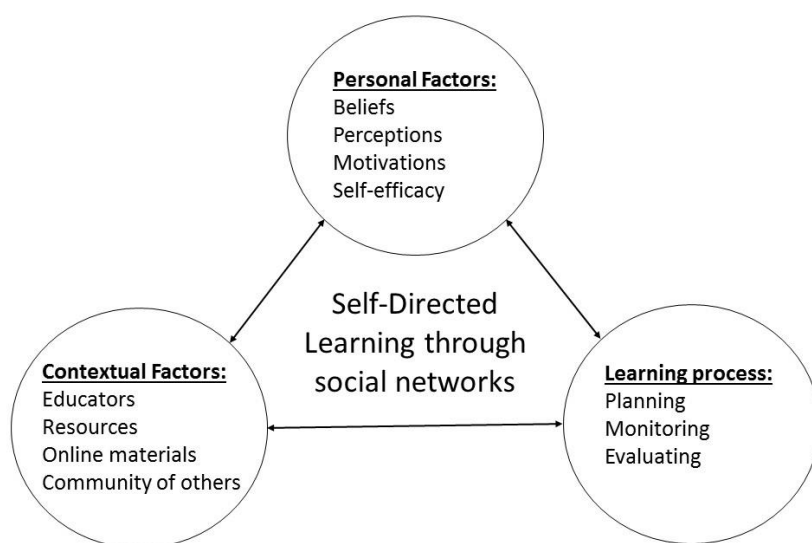 Personal Factors:
Beliefs
Perceptions
Motivations
Self-efficacy
Self-Directed
Learning through
social networks
Contextual Factors:
Educators
Resources
Online materials
Community of others
Learning process:
Planning
Monitoring
Evaluating